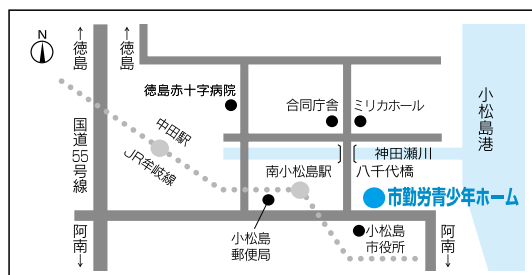 N
←徳島
←徳島
徳島赤十字病院
合同庁舎
ミリカホール
小松島港
中田駅
JR牟岐線
国道55号線
神田瀬川
南小松島駅
八千代橋
市勤労青少年ホーム
小松島
郵便局
小松島
市役所
阿南→
阿南→